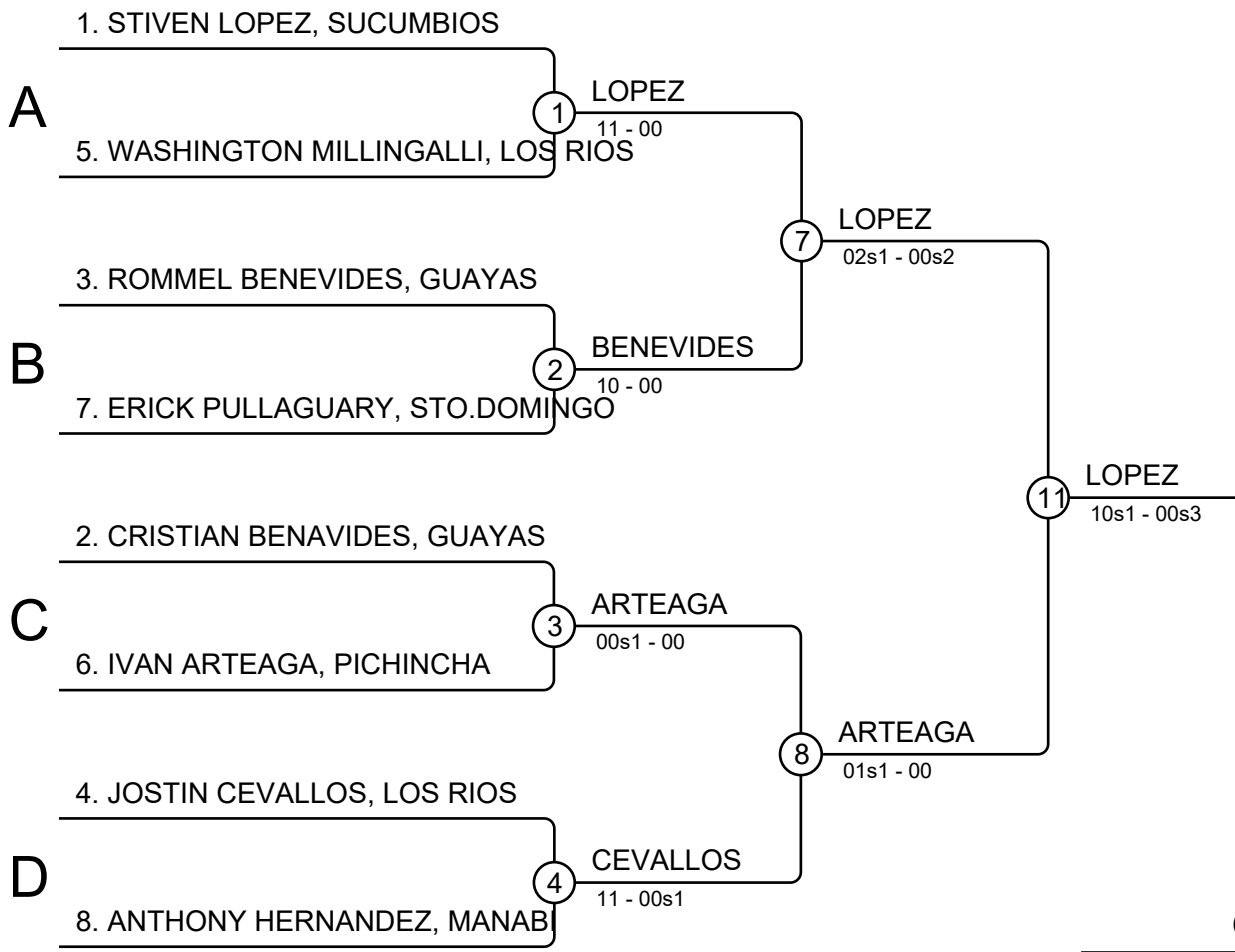 1. STIVEN LOPEZ, SUCUMBIOS
A
1
LOPEZ
11 - 00
5. WASHINGTON MILLINGALLI, LOS RIOS
7
LOPEZ
02s1 - 00s2
3. ROMMEL BENEVIDES, GUAYAS
B
2
BENEVIDES
10 - 00
7. ERICK PULLAGUARY, STO.DOMINGO
11
LOPEZ
10s1 - 00s3
2. CRISTIAN BENAVIDES, GUAYAS
C
3
ARTEAGA
00s1 - 00
6. IVAN ARTEAGA, PICHINCHA
8
ARTEAGA
01s1 - 00
4. JOSTIN CEVALLOS, LOS RIOS
D
4
CEVALLOS
11 - 00s1
8. ANTHONY HERNANDEZ, MANABI